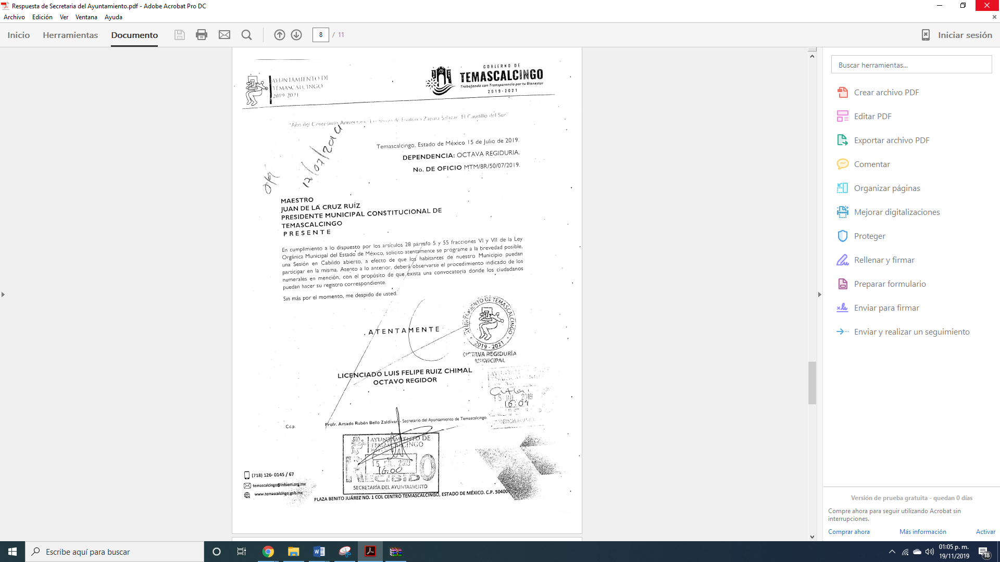 Respuesta de Secretaria del Ayuntamiento.pdf - Adobe Acrobat Pro DC
Archivo Edición Ver Ventana Ayuda
Inicio Herramientas Documento 8 / 11 Iniciar sesión
AYUNTAMIENTO DE
TEMASCALCINGO
2019-2021
GOBIERNO DE
TEMASCALCINGO
Trabajando con Transparencia por tu Bienestar
2019-2021
"Año del Centésimo Aniversario Luctuoso de Emiliano Zapata Salazar. El Caudillo del Sur"
Temascalcingo, Estado de México 15 de Julio de 2019.
DEPENDENCIA: OCTAVA REGIDURIA.
No. DE OFICIO MTM/8R/50/07/2019.
MAESTRO
JUAN DE LA CRUZ RUÍZ
PRESIDENTE MUNICIPAL CONSTITUCIONAL DE
TEMASCALCINGO
P R E S E N T E
En cumplimiento a lo dispuesto por los artículos 28 párrafo 5 y 55 fracciones VI y VII de la Ley
Orgánica Municipal del Estado de México, solicito atentamente se programe a la brevedad posible,
una Sesión en Cabildo abierto, a efecto de que los habitantes de nuestro Municipio puedan
participar en la misma. Atento a lo anterior, deberá observarse el procedimiento indicado de los
numerales en mención, con el propósito de que exista una convocatoria donde los ciudadanos
puedan hacer su registro correspondiente.
Sin más por el momento, me despido de usted.
A T E N T A M E N T E
AYUNTAMIENTO DE TEMASCALCINGO
2019 - 2021
OCTAVA REGIDURÍA
MUNICIPAL
LICENCIADO LUIS FELIPE RUIZ CHIMAL
OCTAVO REGIDOR
15 JUL 2019
16:04
C.c.p. Profr. Amado Rubén Bello Zaldívar - Secretario del Ayuntamiento de Temascalcingo.
AYUNTAMIENTO DE
TEMASCALCINGO
15 JUL. 2019
16:00
RECIBIDO
SECRETARÍA DEL AYUNTAMIENTO
(718) 126- 0145 / 67
temascalcingo@infoem.org.mx
www.temascalcingo.gob.mx
PLAZA BENITO JUÁREZ NO. 1 COL CENTRO TEMASCALCINGO, ESTADO DE MÉXICO. C.P. 50400
Buscar herramientas...
Crear archivo PDF
Editar PDF
Exportar archivo PDF
Comentar
Organizar páginas
Mejorar digitalizaciones
Proteger
Rellenar y firmar
Preparar formulario
Enviar para firmar
Enviar y realizar un seguimiento
Versión de prueba gratuita - quedan 0 días
Compre ahora para seguir utilizando Acrobat sin
interrupciones.
Comprar ahora Más información Activar
Escribe aquí para buscar
01:05 p. m.
19/11/2019
18